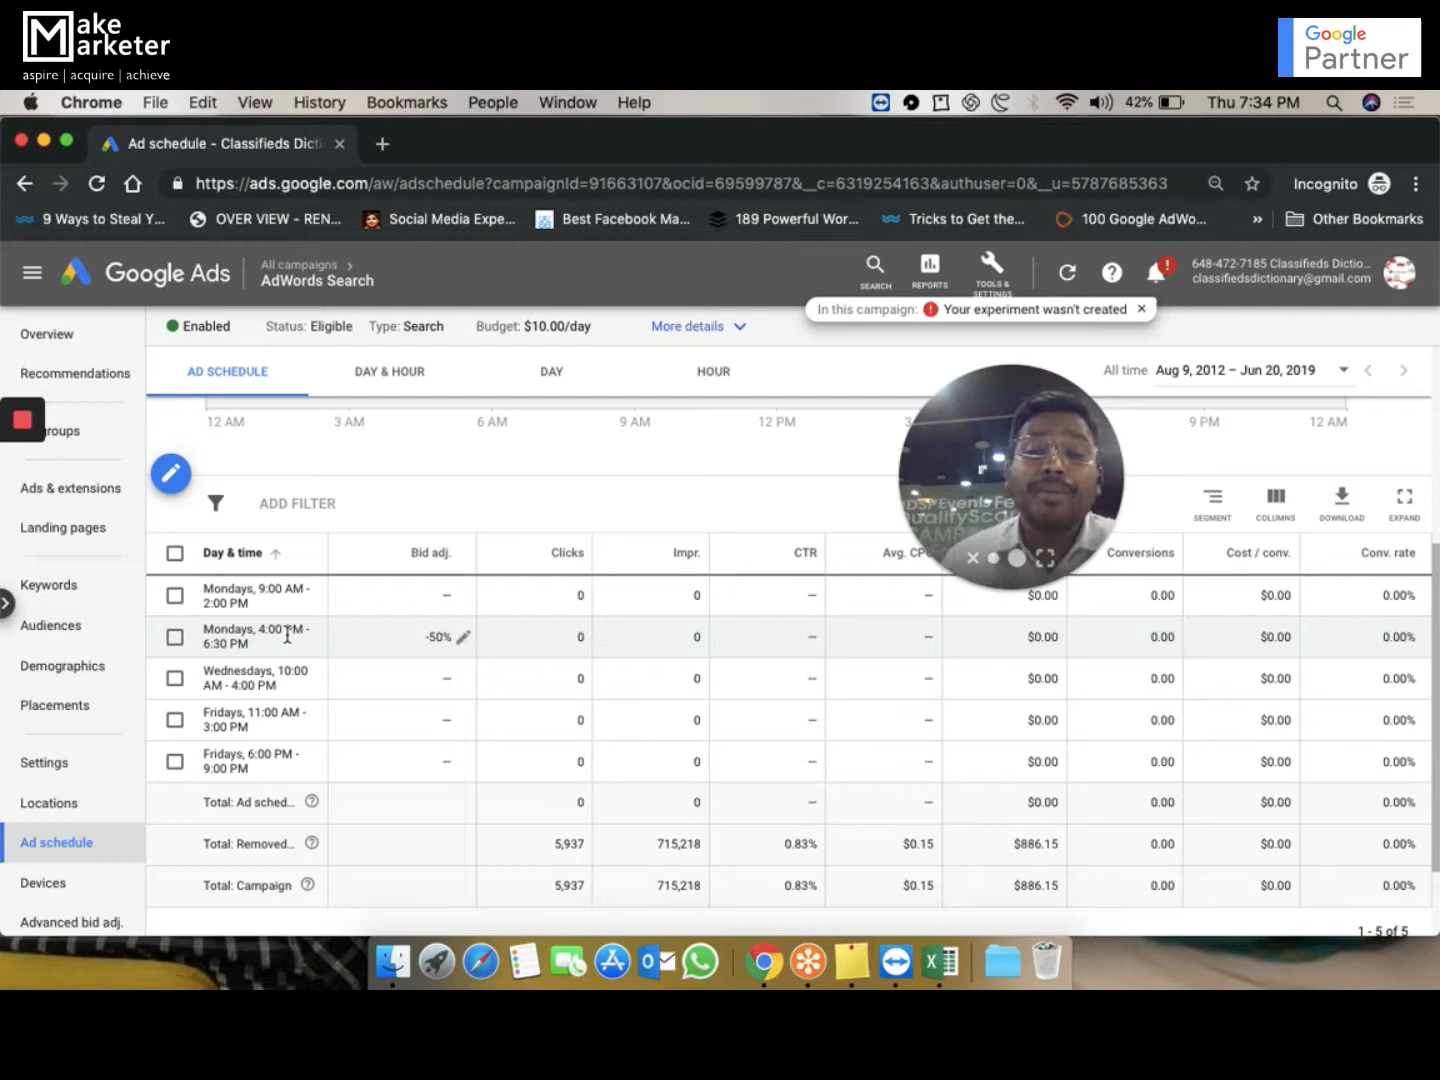 Make
Marketer
aspire | acquire | achieve
Google
Partner
Chrome File Edit View History Bookmarks People Window Help
42% Thu 7:34 PM
Ad schedule - Classifieds Dicti
https://ads.google.com/aw/adschedule?campaignId=91663107&ocid=69599787&__c=6319254163&authuser=0&__u=5787685363
Incognito
9 Ways to Steal Y...
OVER VIEW - REN...
Social Media Expe...
Best Facebook Ma...
189 Powerful Wor...
Tricks to Get the...
100 Google AdWo...
»
Other Bookmarks
Google Ads
All campaigns >
AdWords Search
SEARCH
REPORTS
TOOLS &
SETTINGS
648-472-7185 Classifieds Dictio...
classifiedsdictionary@gmail.com
In this campaign: Your experiment wasn't created
Enabled Status: Eligible Type: Search Budget: $10.00/day More details
AD SCHEDULE DAY & HOUR DAY HOUR
All time Aug 9, 2012 – Jun 20, 2019
12 AM 3 AM 6 AM 9 AM 12 PM 9 PM 12 AM
Overview
Recommendations
groups
Ads & extensions
Landing pages
Keywords
Audiences
Demographics
Placements
Settings
Locations
Ad schedule
Devices
Advanced bid adj.
ADD FILTER
SEGMENT COLUMNS DOWNLOAD EXPAND
Day & time Bid adj. Clicks Impr. CTR Avg. CP Conversions Cost / conv. Conv. rate
Mondays, 9:00 AM -
2:00 PM
– 0 0 – – $0.00 0.00 $0.00 0.00%
Mondays, 4:00 PM -
6:30 PM
-50% 0 0 – – $0.00 0.00 $0.00 0.00%
Wednesdays, 10:00
AM - 4:00 PM
– 0 0 – – $0.00 0.00 $0.00 0.00%
Fridays, 11:00 AM -
3:00 PM
– 0 0 – – $0.00 0.00 $0.00 0.00%
Fridays, 6:00 PM -
9:00 PM
– 0 0 – – $0.00 0.00 $0.00 0.00%
Total: Ad sched... 0 0 – – $0.00 0.00 $0.00 0.00%
Total: Removed... 5,937 715,218 0.83% $0.15 $886.15 0.00 $0.00 0.00%
Total: Campaign 5,937 715,218 0.83% $0.15 $886.15 0.00 $0.00 0.00%
1 - 5 of 5